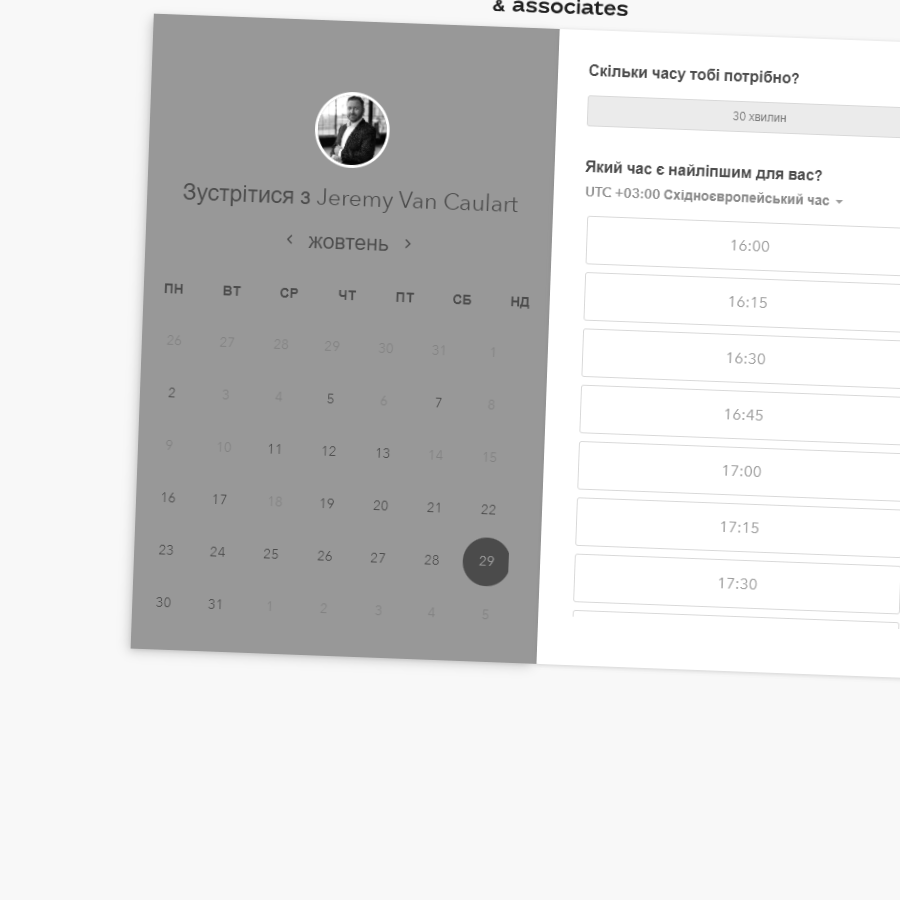 & associates
Зустрітися з Jeremy Van Caulart
жовтень
ПН ВТ СР ЧТ ПТ СБ НД
26 27 28 29 30 31 1
2 3 4 5 6 7 8
9 10 11 12 13 14 15
16 17 18 19 20 21 22
23 24 25 26 27 28 29
30 31 1 2 3 4 5
Скільки часу тобі потрібно?
30 хвилин
Який час є найліпшим для вас?
UTC +03:00 Східноєвропейський час
16:00
16:15
16:30
16:45
17:00
17:15
17:30